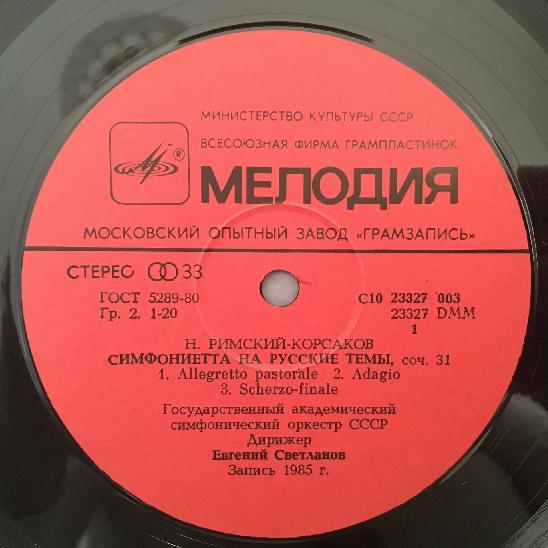 МИНИСТЕРСТВО КУЛЬТУРЫ СССР
ВСЕСОЮЗНАЯ ФИРМА ГРАМПЛАСТИНОК
®
МЕЛОДИЯ
МОСКОВСКИЙ ОПЫТНЫЙ ЗАВОД «ГРАМЗАПИСЬ»
СТЕРЕО 33
ГОСТ 5289-80 С10 23327 003
Гр. 2. 1-20 23327 DMM
1
Н. РИМСКИЙ-КОРСАКОВ
СИМФОНИЕТТА НА РУССКИЕ ТЕМЫ, соч. 31
1. Allegretto pastorale 2. Adagio
3. Scherzo-finale
Государственный академический
симфонический оркестр СССР
Дирижер
Евгений Светланов
Запись 1985 г.